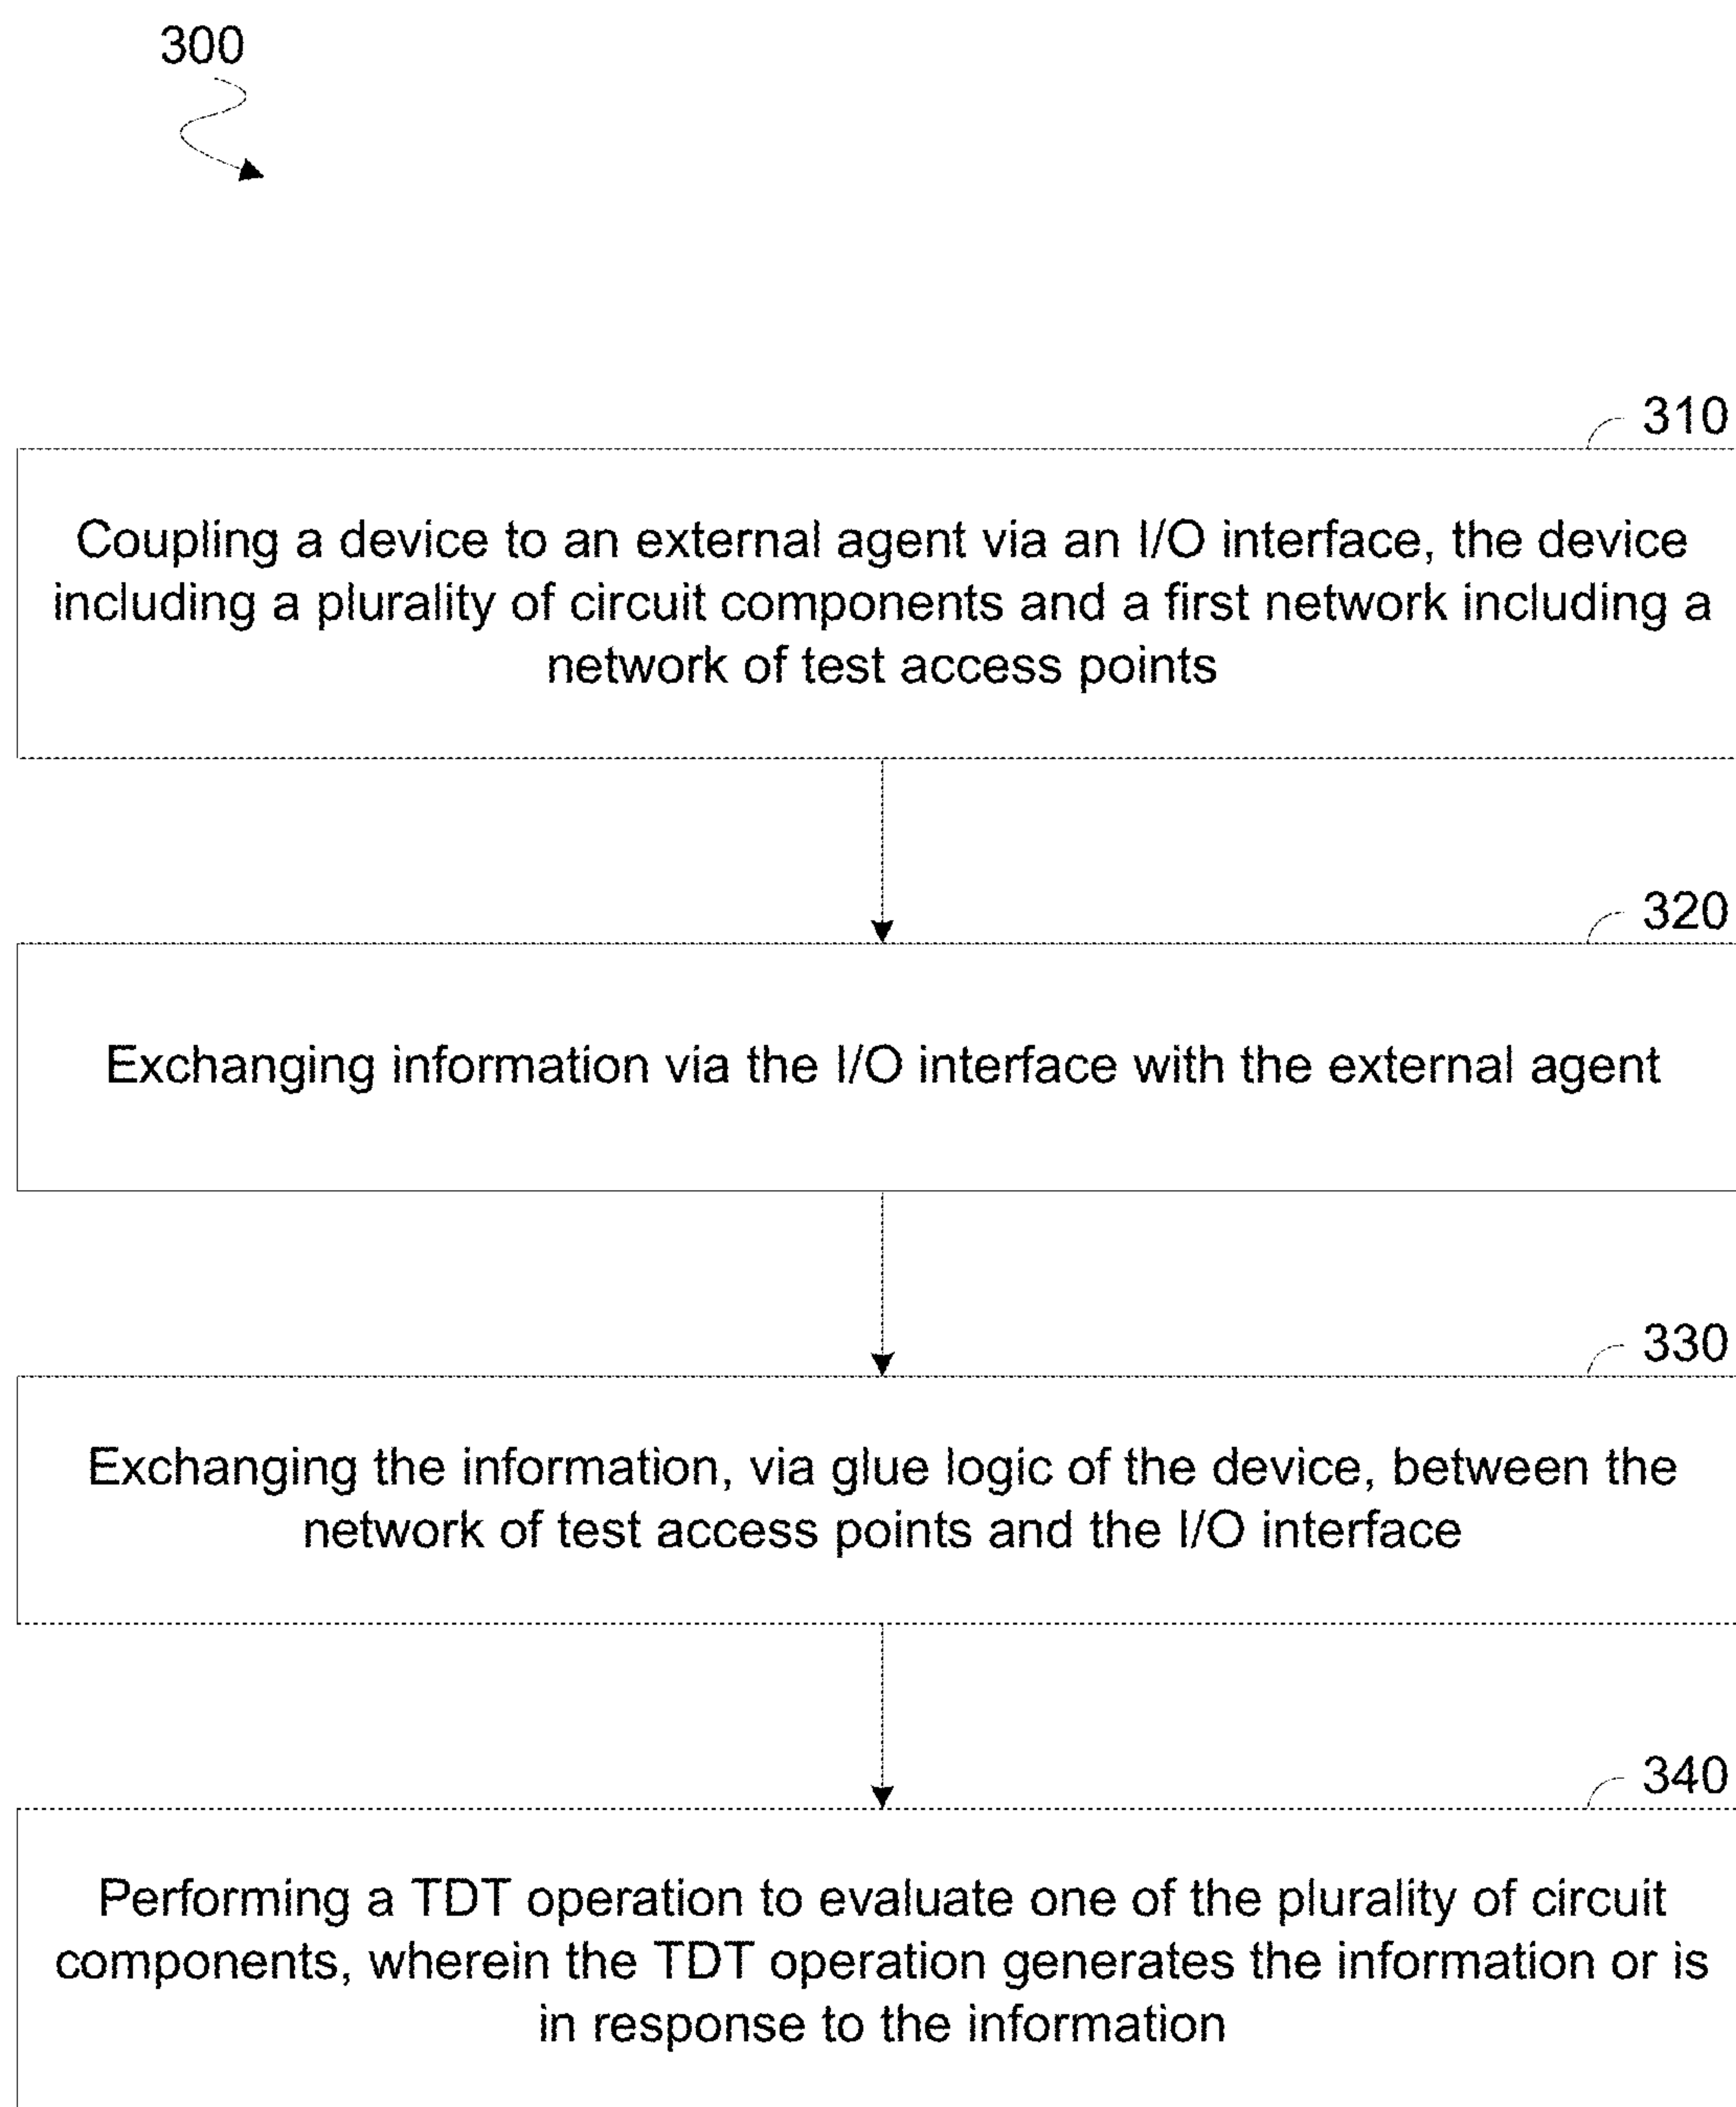 300
310
Coupling a device to an external agent via an I/O interface, the device
including a plurality of circuit components and a first network including a
network of test access points
320
Exchanging information via the I/O interface with the external agent
330
Exchanging the information, via glue logic of the device, between the
network of test access points and the I/O interface
340
Performing a TDT operation to evaluate one of the plurality of circuit
components, wherein the TDT operation generates the information or is
in response to the information